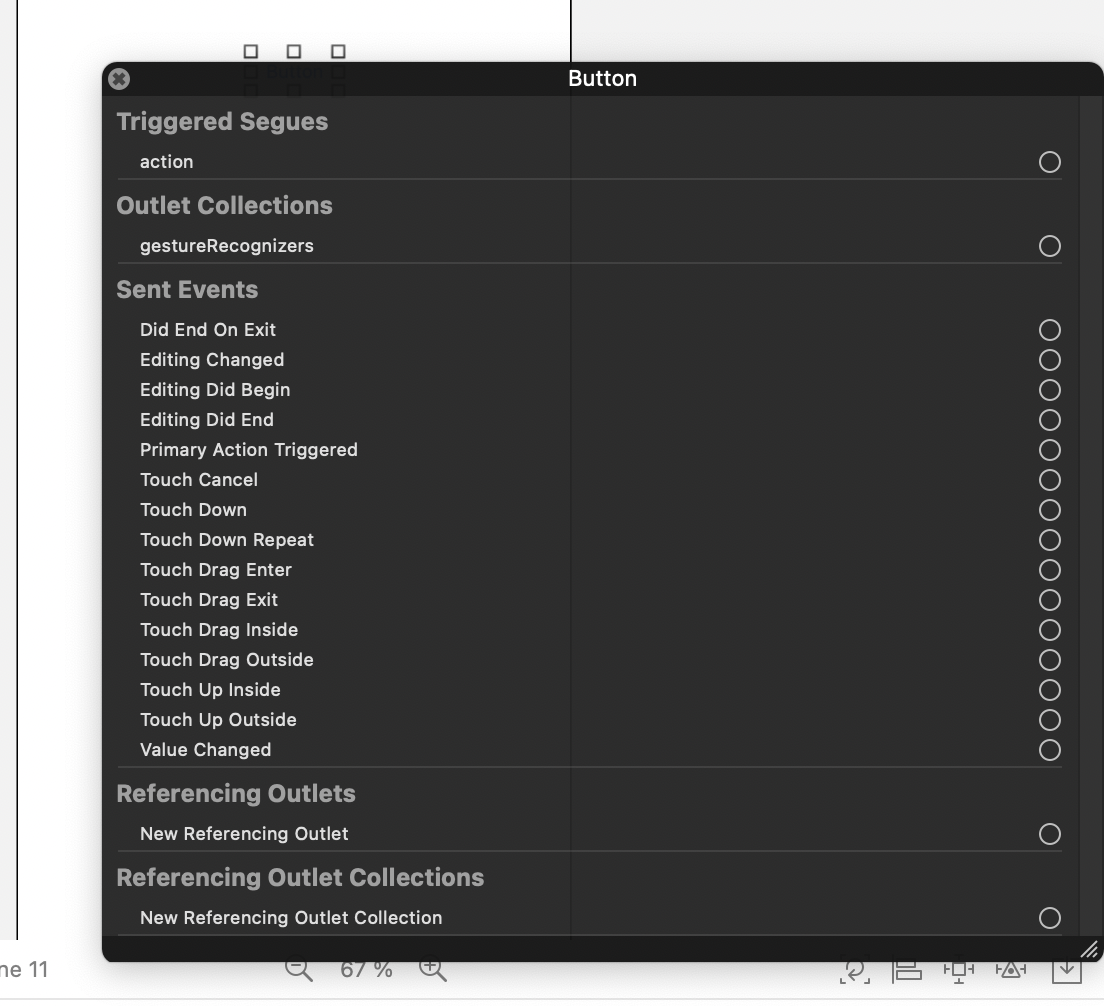 Button
Triggered Segues
action
Outlet Collections
gestureRecognizers
Sent Events
Did End On Exit
Editing Changed
Editing Did Begin
Editing Did End
Primary Action Triggered
Touch Cancel
Touch Down
Touch Down Repeat
Touch Drag Enter
Touch Drag Exit
Touch Drag Inside
Touch Drag Outside
Touch Up Inside
Touch Up Outside
Value Changed
Referencing Outlets
New Referencing Outlet
Referencing Outlet Collections
New Referencing Outlet Collection
ne 11
67 %